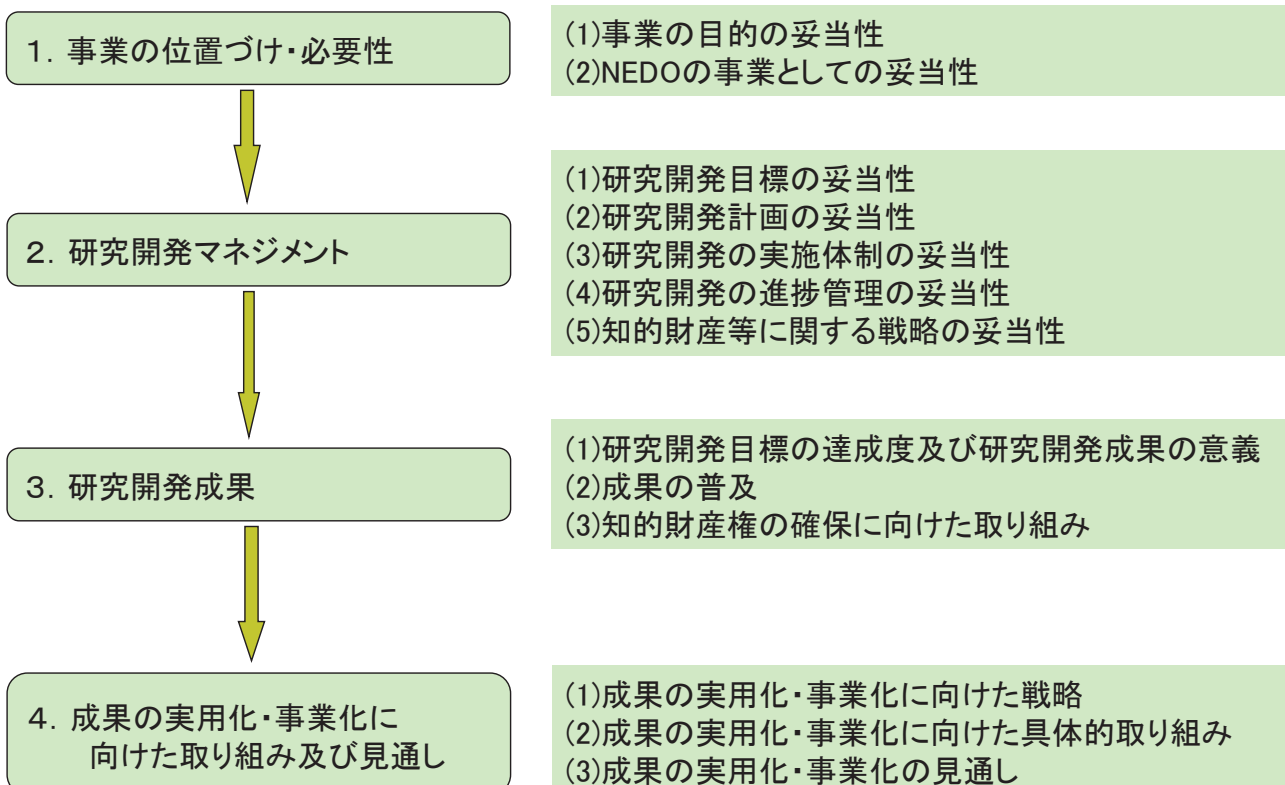 １．事業の位置づけ・必要性
(1)事業の目的の妥当性
(2)NEDOの事業としての妥当性
２．研究開発マネジメント
(1)研究開発目標の妥当性
(2)研究開発計画の妥当性
(3)研究開発の実施体制の妥当性
(4)研究開発の進捗管理の妥当性
(5)知的財産等に関する戦略の妥当性
３．研究開発成果
(1)研究開発目標の達成度及び研究開発成果の意義
(2)成果の普及
(3)知的財産権の確保に向けた取り組み
４．成果の実用化・事業化に
向けた取り組み及び見通し
(1)成果の実用化・事業化に向けた戦略
(2)成果の実用化・事業化に向けた具体的取り組み
(3)成果の実用化・事業化の見通し